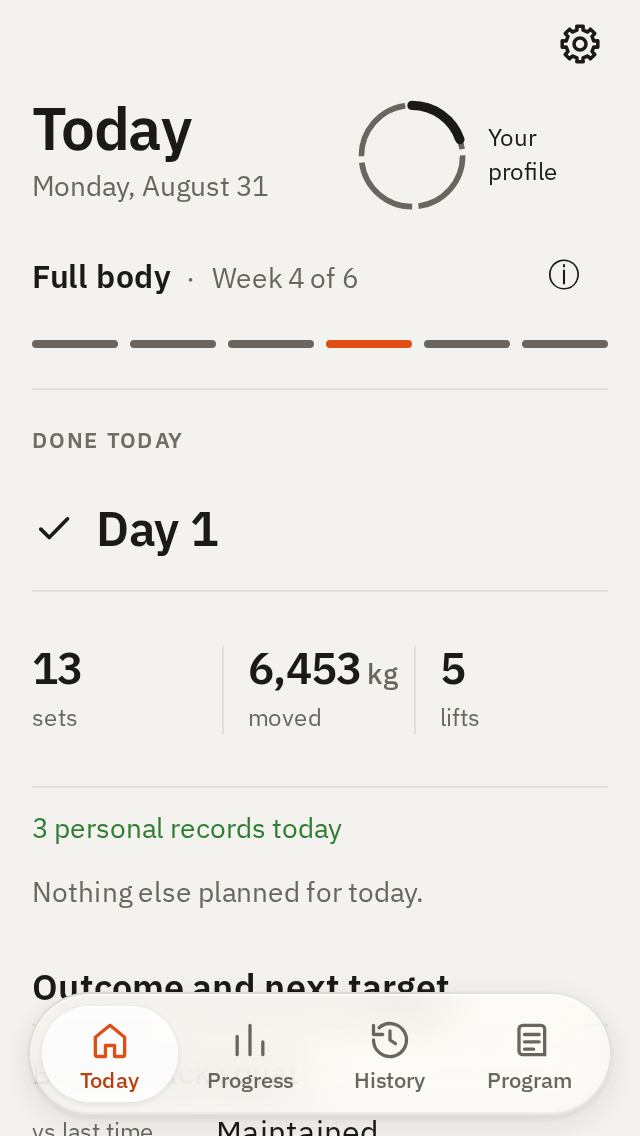 Today
Monday, August 31
Your
profile
Full body · Week 4 of 6
DONE TODAY
Day 1
13
sets
6,453 kg
moved
5
lifts
3 personal records today
Nothing else planned for today.
Outcome and next target
Today
Progress
History
Program
vs last time Maintained